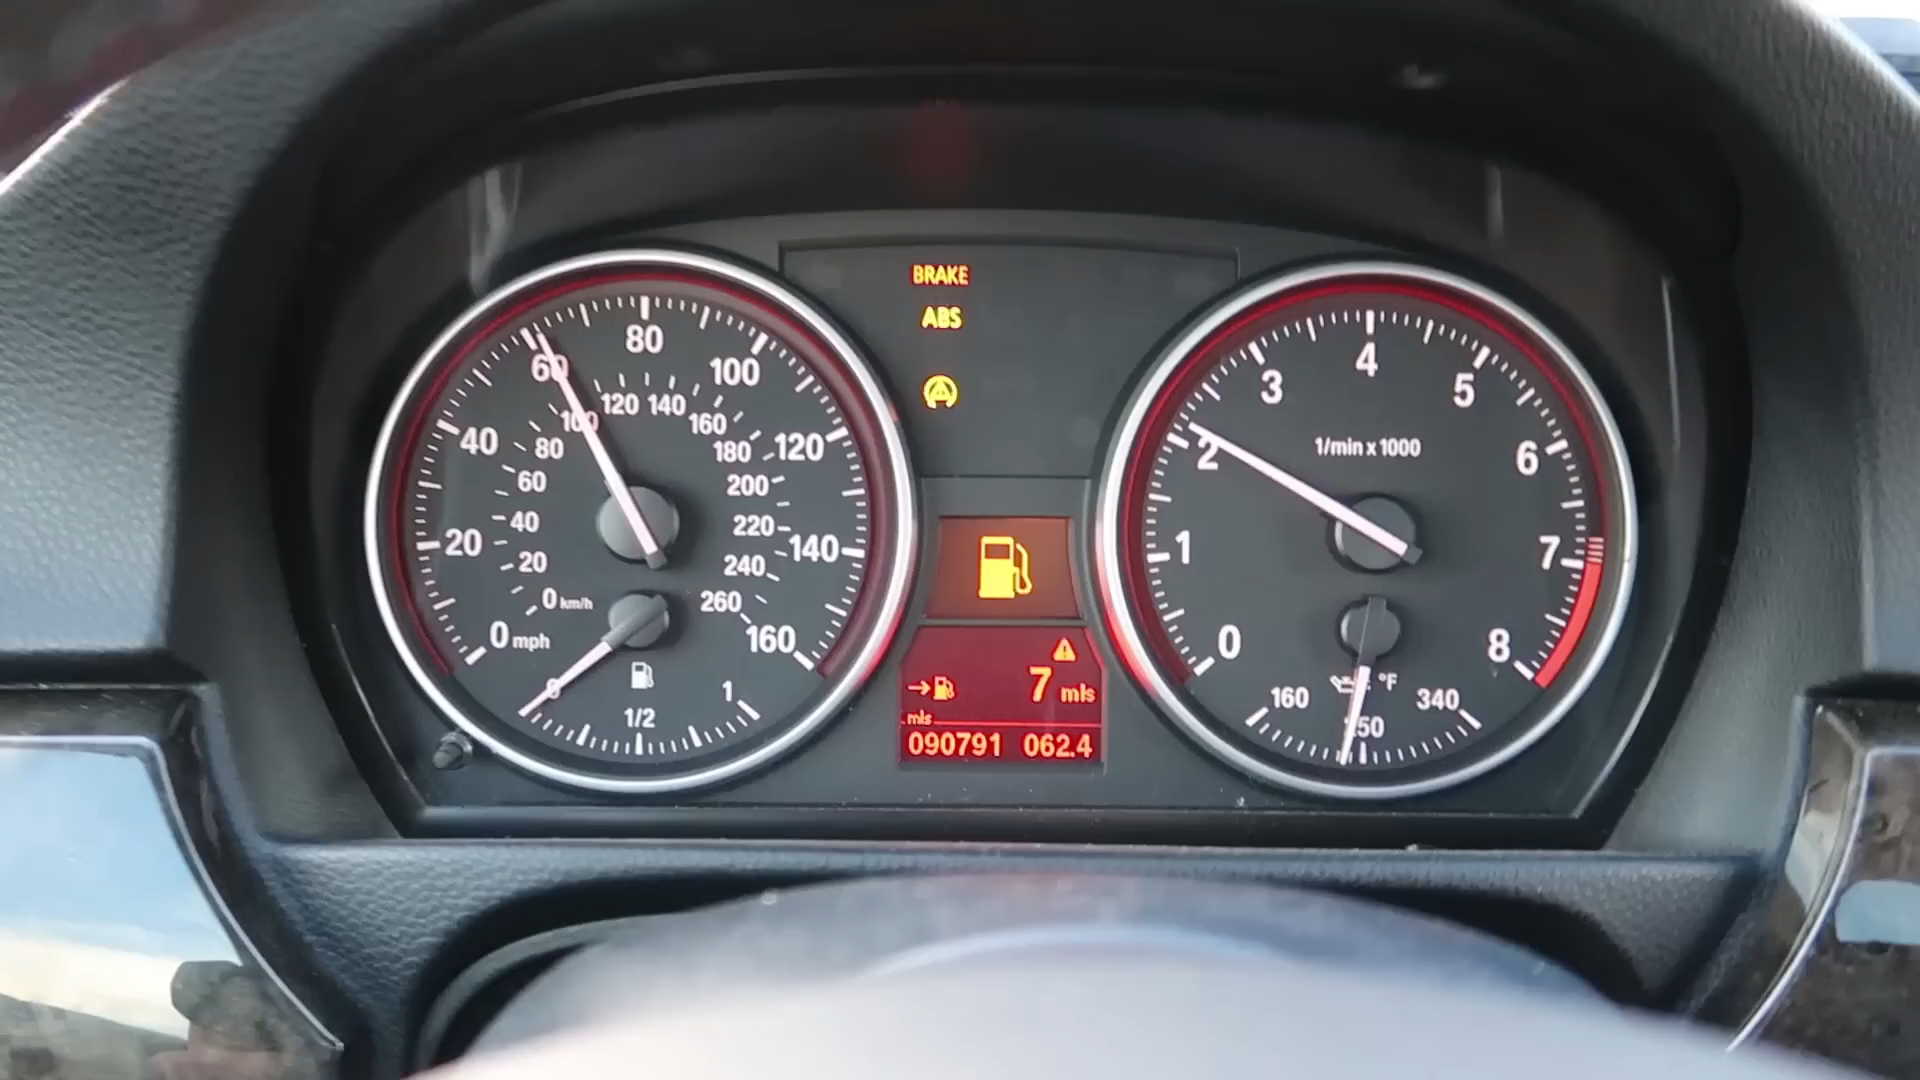 BRAKE
ABS
0 mph 20 40 60 80 100 120 140 160
0 km/h 20 40 60 80 100 120 140 160 180 200 220 240 260
0 1/2 1
7 mls
mls
090791 062.4
0 1 2 3 4 5 6 7 8
1/min x 1000
°F
160 250 340